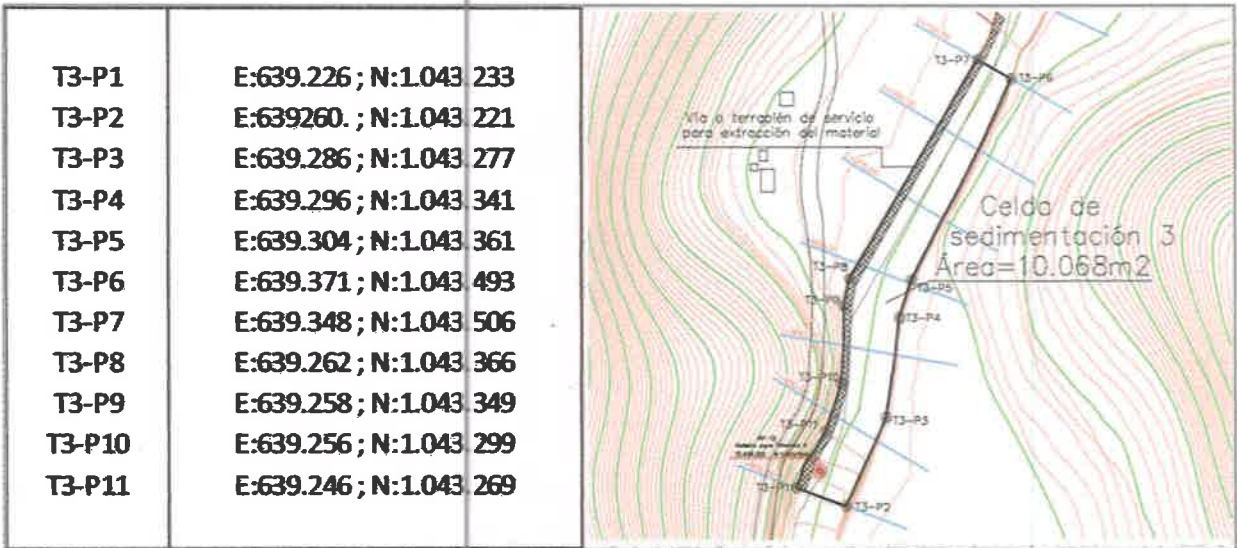 T3-P1 E:639.226 ; N:1.043.233
T3-P2 E:639260. ; N:1.043.221
T3-P3 E:639.286 ; N:1.043.277
T3-P4 E:639.296 ; N:1.043.341
T3-P5 E:639.304 ; N:1.043.361
T3-P6 E:639.371 ; N:1.043.493
T3-P7 E:639.348 ; N:1.043.506
T3-P8 E:639.262 ; N:1.043.366
T3-P9 E:639.258 ; N:1.043.349
T3-P10 E:639.256 ; N:1.043.299
T3-P11 E:639.246 ; N:1.043.269
T3-P7
T3-P6
Vía o terraplén de servicio
para extracción del material
Celda de
sedimentación 3
Área=10.068m2
T3-P8
T3-P5
T3-P9
T3-P4
T3-P10
T3-P3
T3-P11
T3-P2